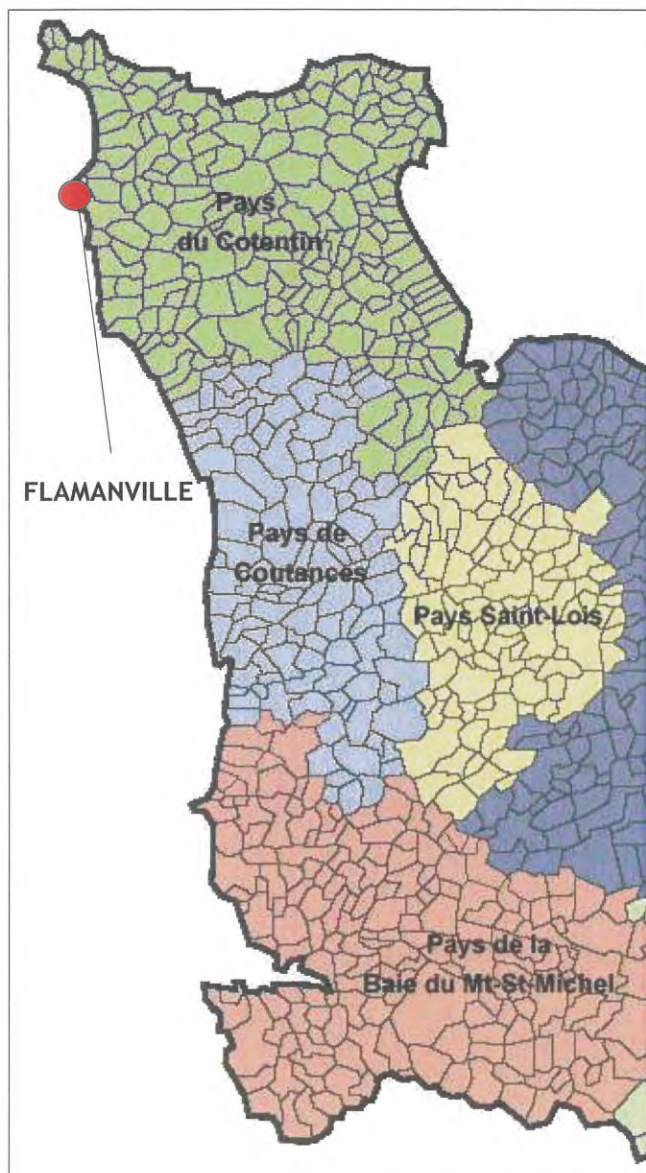 Pays
du Cotentin
FLAMANVILLE
Pays de
Coutances
Pays Saint-Lois
Pays de la
Baie du Mt-St-Michel